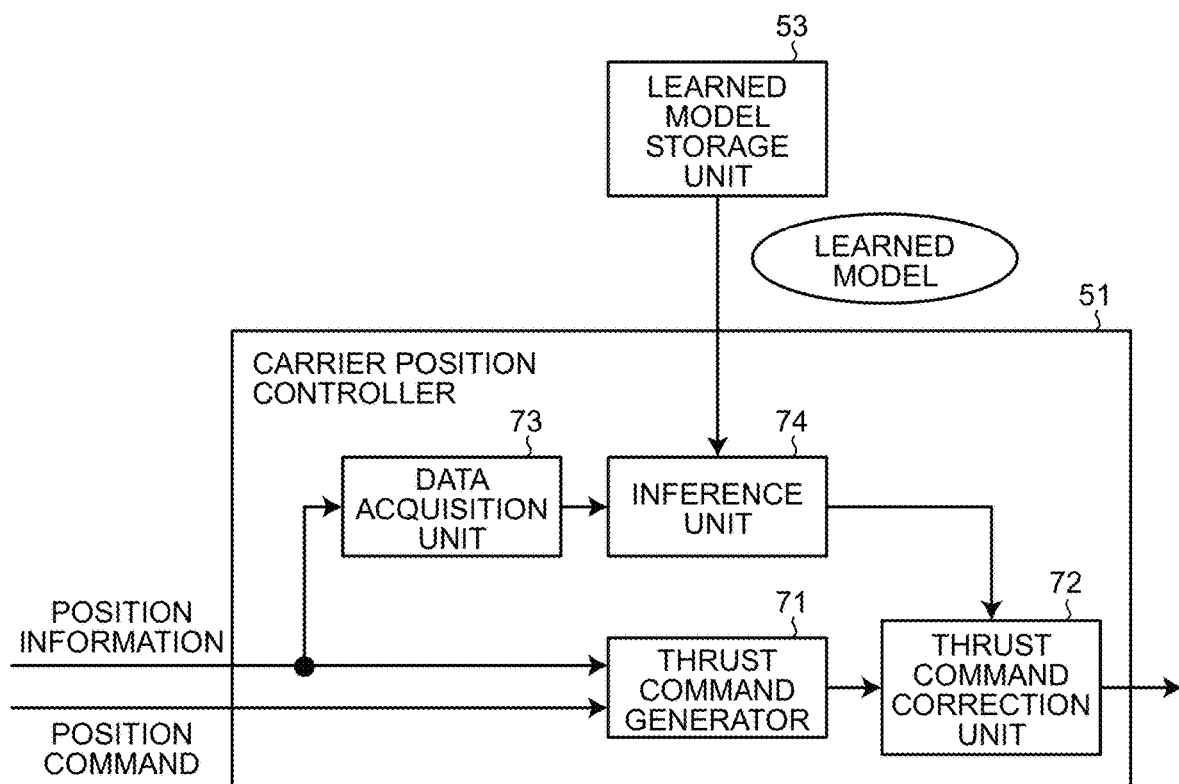 53
LEARNED
MODEL
STORAGE
UNIT
LEARNED
MODEL
51
CARRIER POSITION
CONTROLLER
73
DATA
ACQUISITION
UNIT
74
INFERENCE
UNIT
POSITION
INFORMATION
71
THRUST
COMMAND
GENERATOR
72
THRUST
COMMAND
CORRECTION
UNIT
POSITION
COMMAND